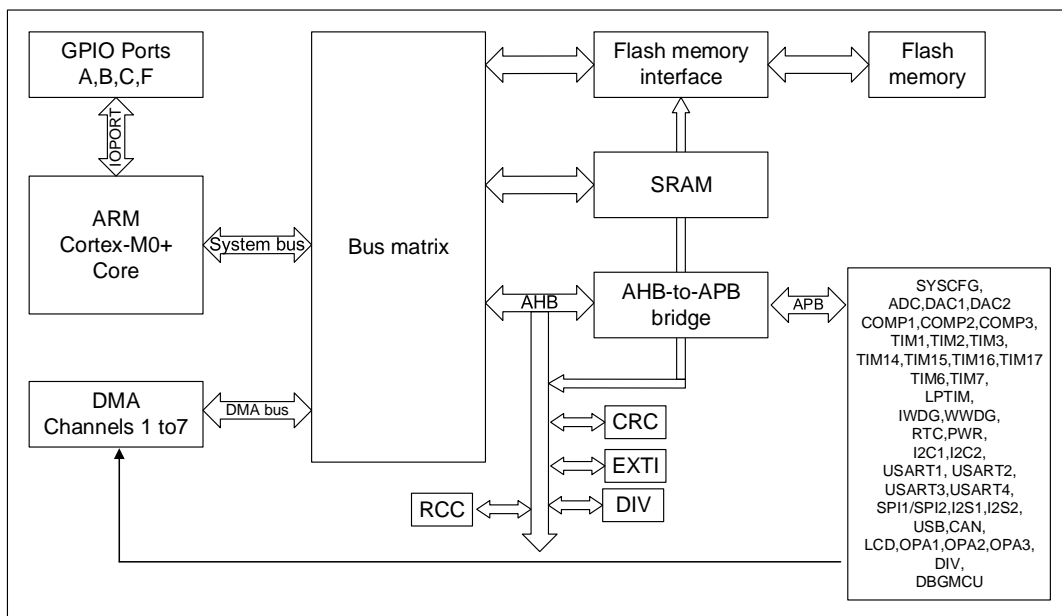 GPIO Ports
A,B,C,F
IOPORT
ARM
Cortex-M0+
Core
System bus
DMA
Channels 1 to7
DMA bus
Bus matrix
Flash memory
interface
Flash
memory
SRAM
AHB
AHB-to-APB
bridge
APB
CRC
EXTI
RCC
DIV
SYSCFG,
ADC,DAC1,DAC2
COMP1,COMP2,COMP3,
TIM1,TIM2,TIM3,
TIM14,TIM15,TIM16,TIM17
TIM6,TIM7,
LPTIM,
IWDG,WWDG,
RTC,PWR,
I2C1,I2C2,
USART1, USART2,
USART3,USART4,
SPI1/SPI2,I2S1,I2S2,
USB,CAN,
LCD,OPA1,OPA2,OPA3,
DIV,
DBGMCU